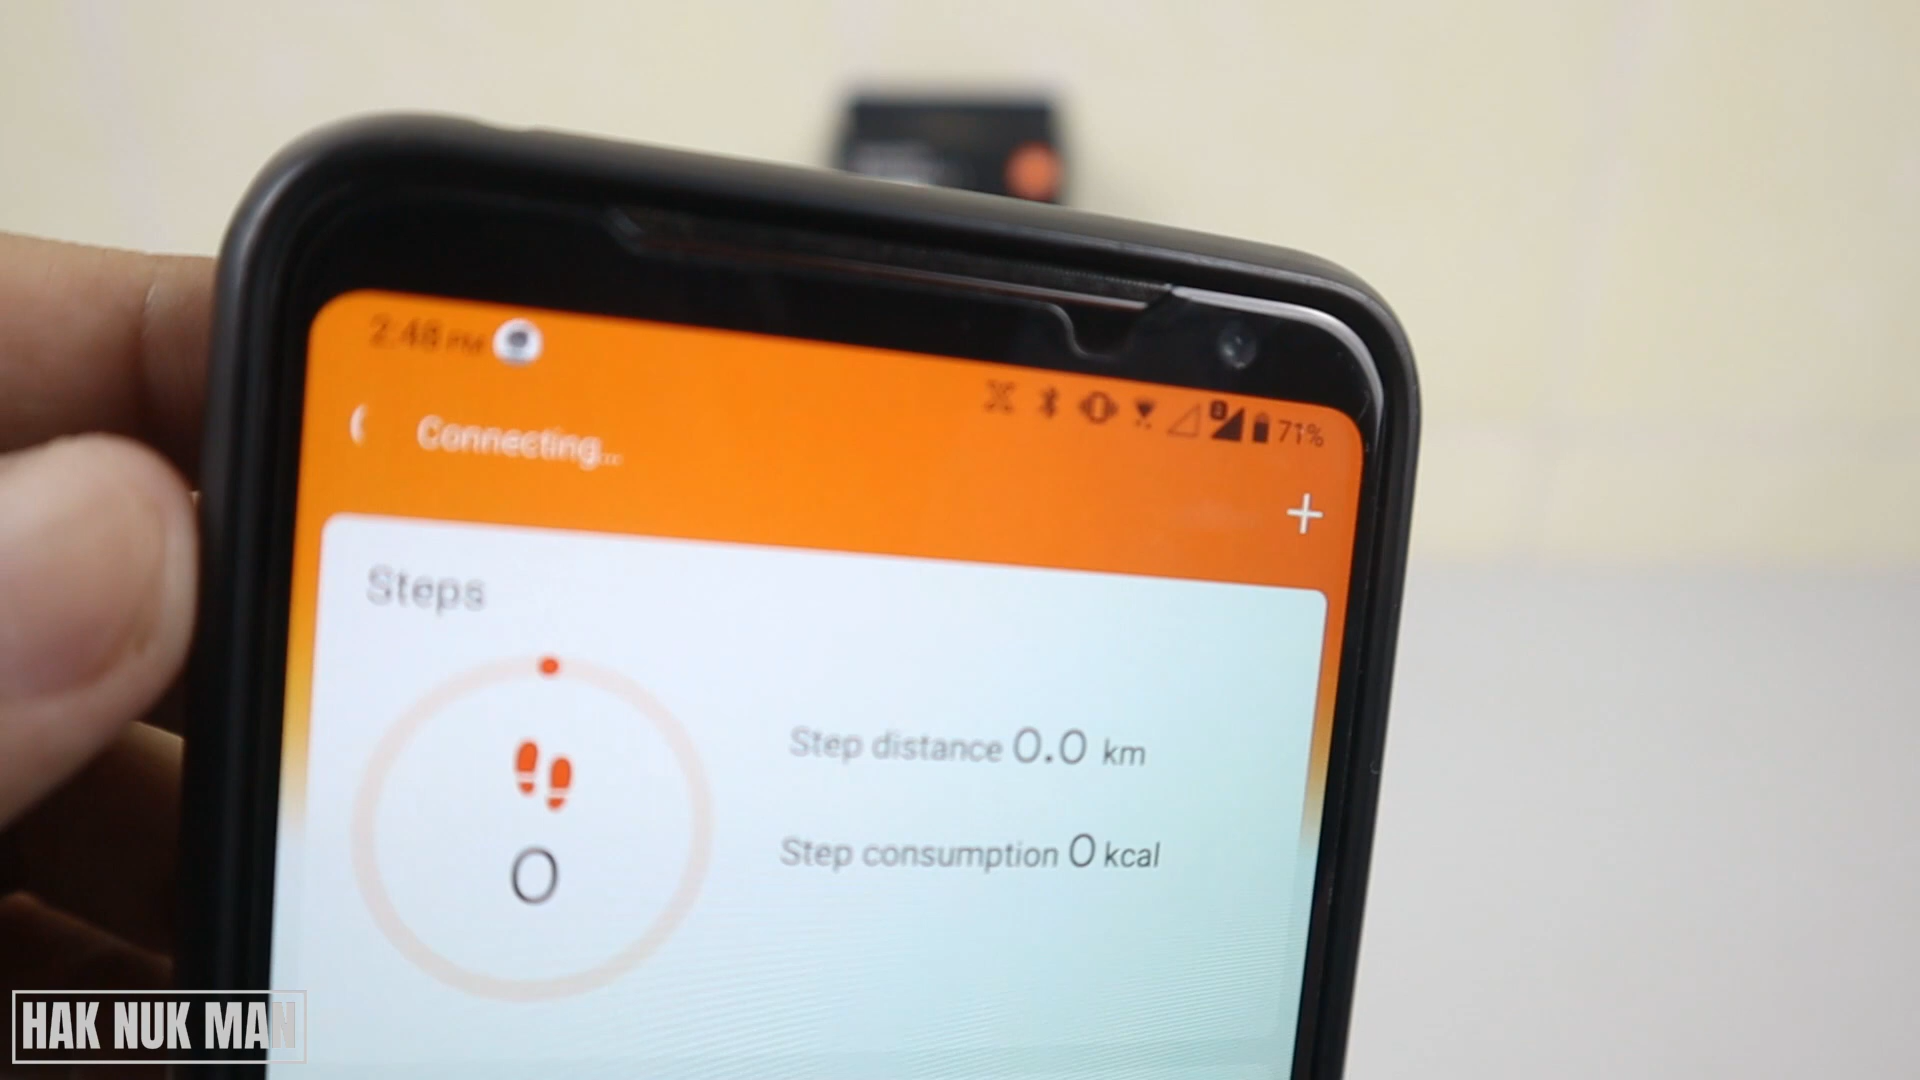 2:48 PM
71%
Connecting...
+
Steps
0
Step distance 0.0 km
Step consumption 0 kcal
HAK NUK MAN